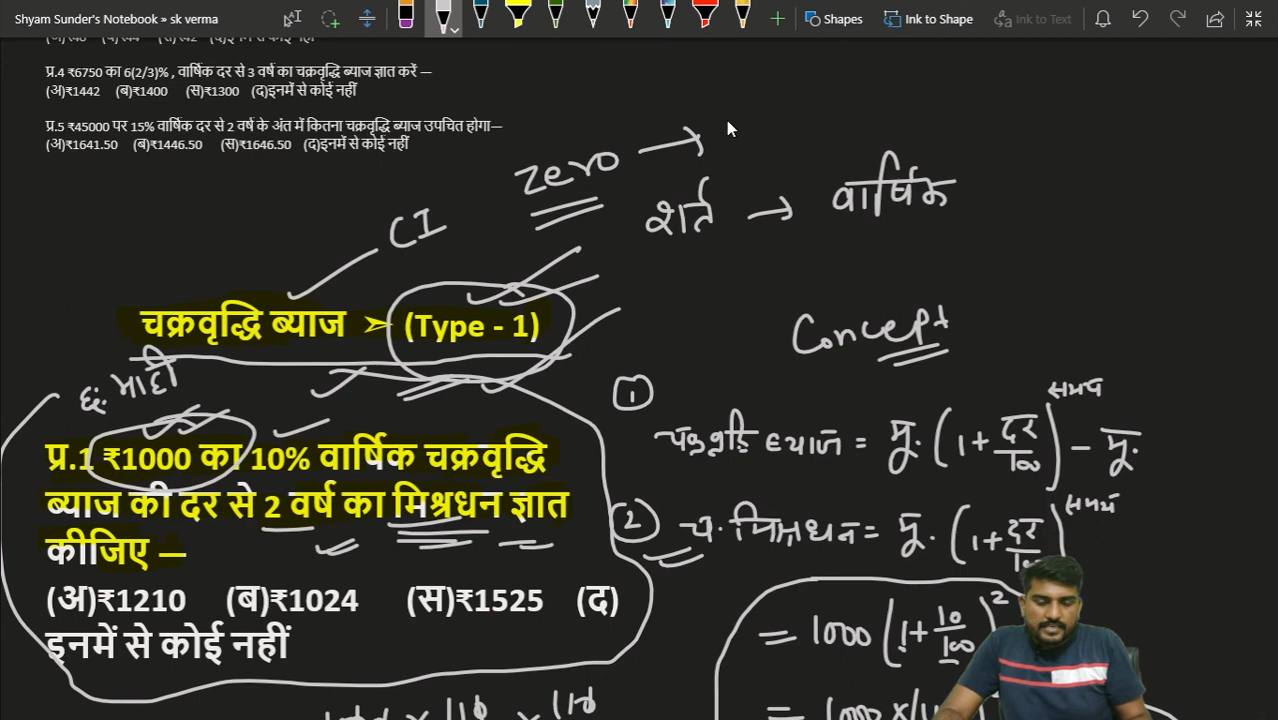 Shyam Sunder's Notebook » sk verma
Shapes Ink to Shape Ink to Text
प्र.4 ₹6750 का 6(2/3)% , वार्षिक दर से 3 वर्ष का चक्रवृद्धि ब्याज ज्ञात करें —
(अ)₹1442 (ब)₹1400 (स)₹1300 (द)इनमें से कोई नहीं
प्र.5 ₹45000 पर 15% वार्षिक दर से 2 वर्ष के अंत में कितना चक्रवृद्धि ब्याज उपचित होगा—
(अ)₹1641.50 (ब)₹1446.50 (स)₹1646.50 (द)इनमें से कोई नहीं
zero →
शर्त → वार्षिक
CI
चक्रवृद्धि ब्याज ➢ (Type - 1)
Concept
छः माही
प्र.1 ₹1000 का 10% वार्षिक चक्रवृद्धि
ब्याज की दर से 2 वर्ष का मिश्रधन ज्ञात
कीजिए —
(अ)₹1210 (ब)₹1024 (स)₹1525 (द)
इनमें से कोई नहीं
① समय
चक्रवृद्धि ब्याज = मू. (1 + दर/100) − मू.
② च. मिश्रधन = मू. (1 + दर/100) समय
= 1000 (1 + 10/100)²